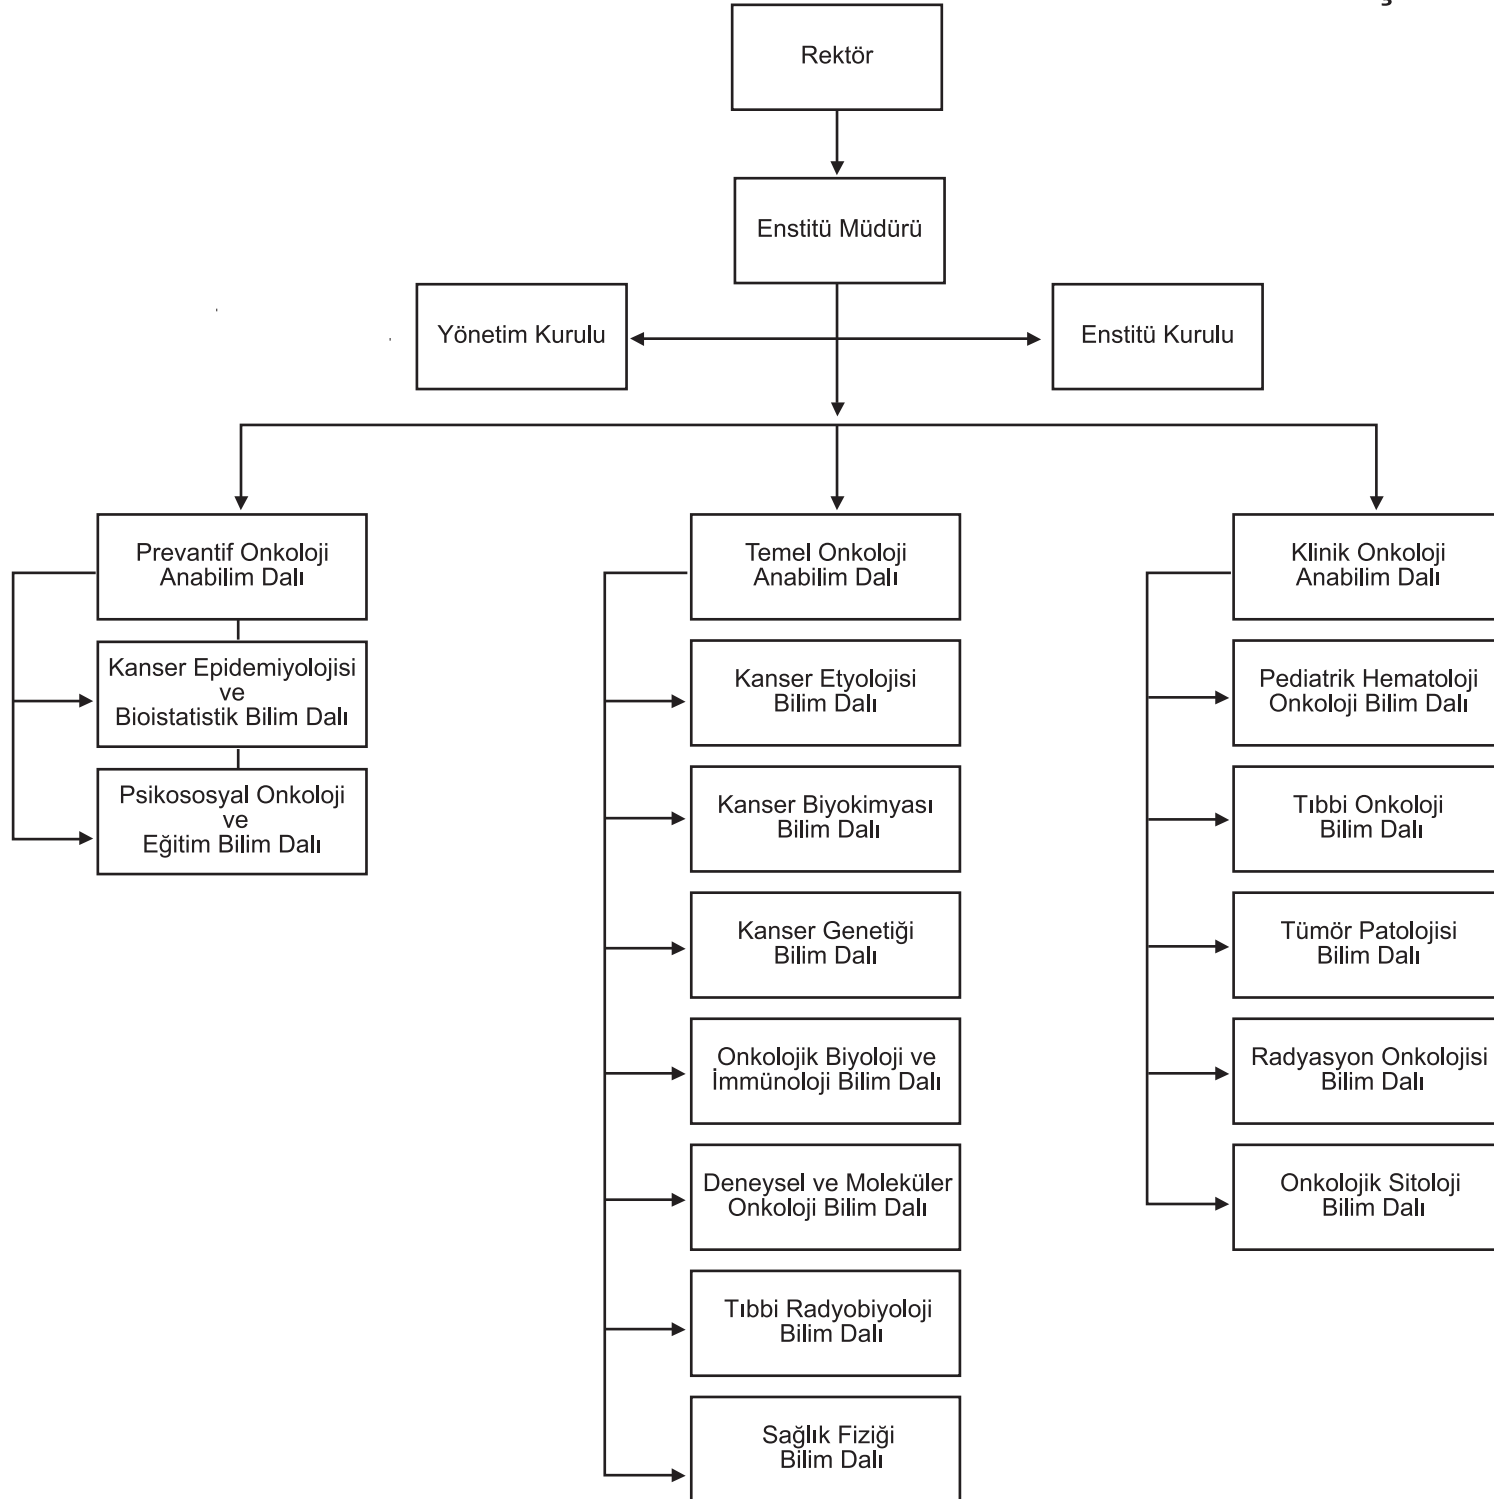 Rektör
Enstitü Müdürü
Yönetim Kurulu
Enstitü Kurulu
Prevantif Onkoloji
Anabilim Dalı
Kanser Epidemiyolojisi
ve
Bioistatistik Bilim Dalı
Psikososyal Onkoloji
ve
Eğitim Bilim Dalı
Temel Onkoloji
Anabilim Dalı
Kanser Etyolojisi
Bilim Dalı
Kanser Biyokimyası
Bilim Dalı
Kanser Genetiği
Bilim Dalı
Onkolojik Biyoloji ve
İmmünoloji Bilim Dalı
Deneysel ve Moleküler
Onkoloji Bilim Dalı
Tıbbi Radyobiyoloji
Bilim Dalı
Sağlık Fiziği
Bilim Dalı
Klinik Onkoloji
Anabilim Dalı
Pediatrik Hematoloji
Onkoloji Bilim Dalı
Tıbbi Onkoloji
Bilim Dalı
Tümör Patolojisi
Bilim Dalı
Radyasyon Onkolojisi
Bilim Dalı
Onkolojik Sitoloji
Bilim Dalı